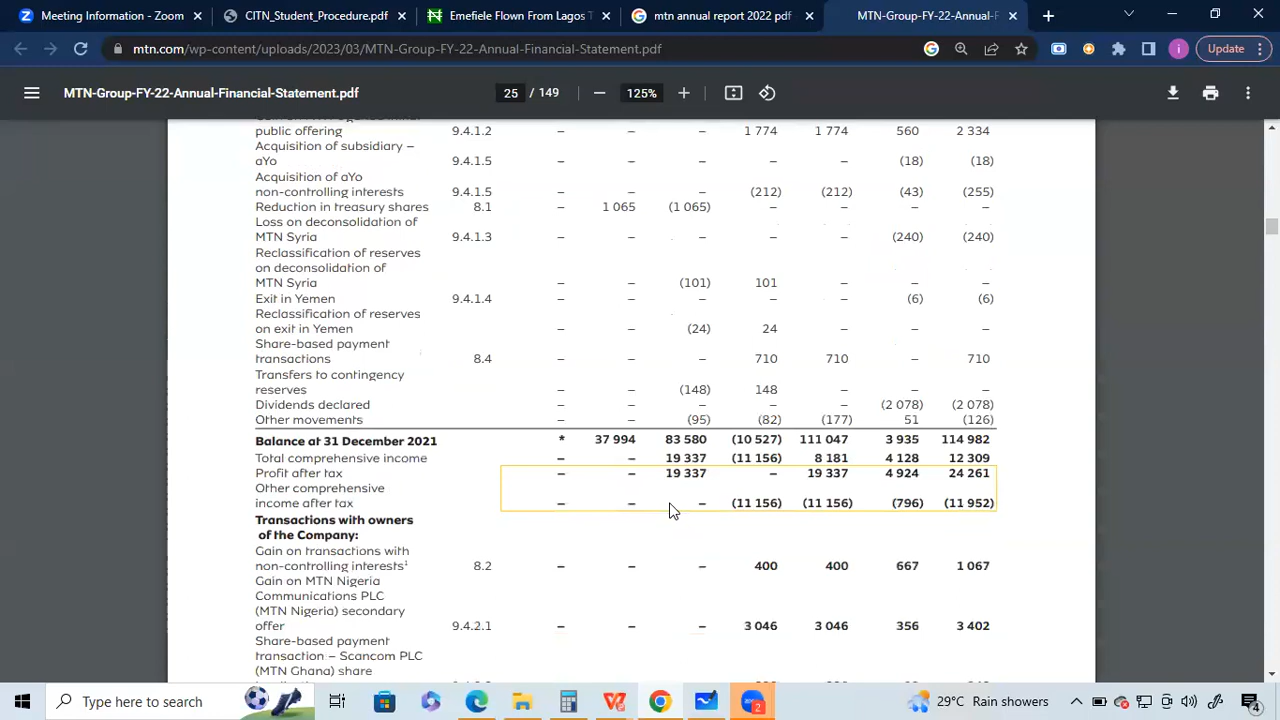 Meeting Information - Zoom
CITN_Structural_Procedure.pdf
Emefiele Flown From Lagos T
mtn annual report 2022 pdf
MTN-Group-FY-22-Annual-Financial-
mtn.com/wp-content/uploads/2023/03/MTN-Group-FY-22-Annual-Financial-Statement.pdf
Update
MTN-Group-FY-22-Annual-Financial-Statement.pdf
25 / 149
125%
public offering 9.4.1.2 – – – 1 774 1 774 560 2 334
Acquisition of subsidiary –
aYo 9.4.1.5 – – – – – (18) (18)
Acquisition of aYo
non-controlling interests 9.4.1.5 – – – (212) (212) (43) (255)
Reduction in treasury shares 8.1 – 1 065 (1 065) – – – –
Loss on deconsolidation of
MTN Syria 9.4.1.3 – – – – – (240) (240)
Reclassification of reserves
on deconsolidation of
MTN Syria – – (101) 101 – – –
Exit in Yemen 9.4.1.4 – – – – – (6) (6)
Reclassification of reserves
on exit in Yemen – – (24) 24 – – –
Share-based payment
transactions 8.4 – – – 710 710 – 710
Transfers to contingency
reserves – – (148) 148 – – –
Dividends declared – – – – – (2 078) (2 078)
Other movements – – (95) (82) (177) 51 (126)
Balance at 31 December 2021 * 37 994 83 580 (10 527) 111 047 3 935 114 982
Total comprehensive income – – 19 337 (11 156) 8 181 4 128 12 309
Profit after tax – – 19 337 – 19 337 4 924 24 261
Other comprehensive
income after tax – – – (11 156) (11 156) (796) (11 952)
Transactions with owners
of the Company:
Gain on transactions with
non-controlling interests¹ 8.2 – – – 400 400 667 1 067
Gain on MTN Nigeria
Communications PLC
(MTN Nigeria) secondary
offer 9.4.2.1 – – – 3 046 3 046 356 3 402
Share-based payment
transaction – Scancom PLC
(MTN Ghana) share
Type here to search
29°C Rain showers